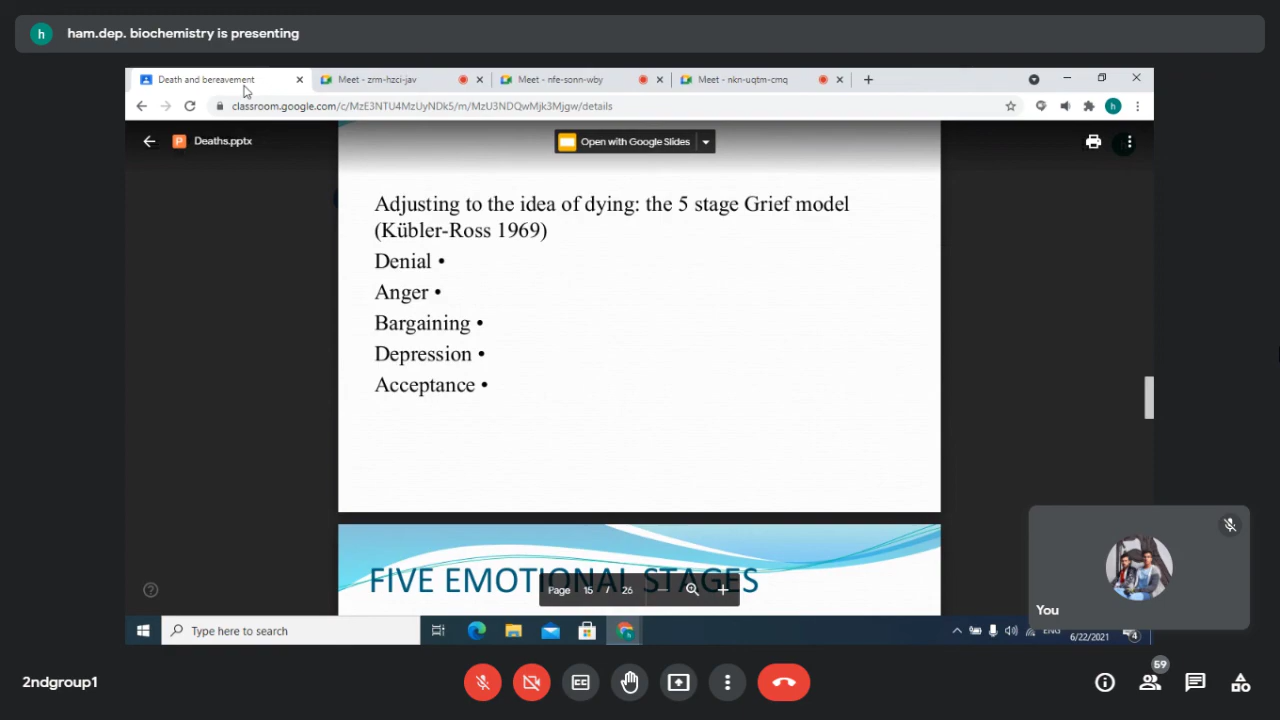 h
ham.dep. biochemistry is presenting
Death and bereavement
Meet - zrm-hzci-jav
Meet - nfe-sonn-wby
Meet - nkn-uqtm-cmq
classroom.google.com/c/MzE3NTU4MzUyNDk5/m/MzU3NDQwMjk3Mjgw/details
h
P
Deaths.pptx
Open with Google Slides
Adjusting to the idea of dying: the 5 stage Grief model
(Kübler-Ross 1969)
Denial •
Anger •
Bargaining •
Depression •
Acceptance •
FIVE EMOTIONAL STAGES
Page 15 / 26
You
Type here to search
ENG
6/22/2021
4
2ndgroup1
CC
59